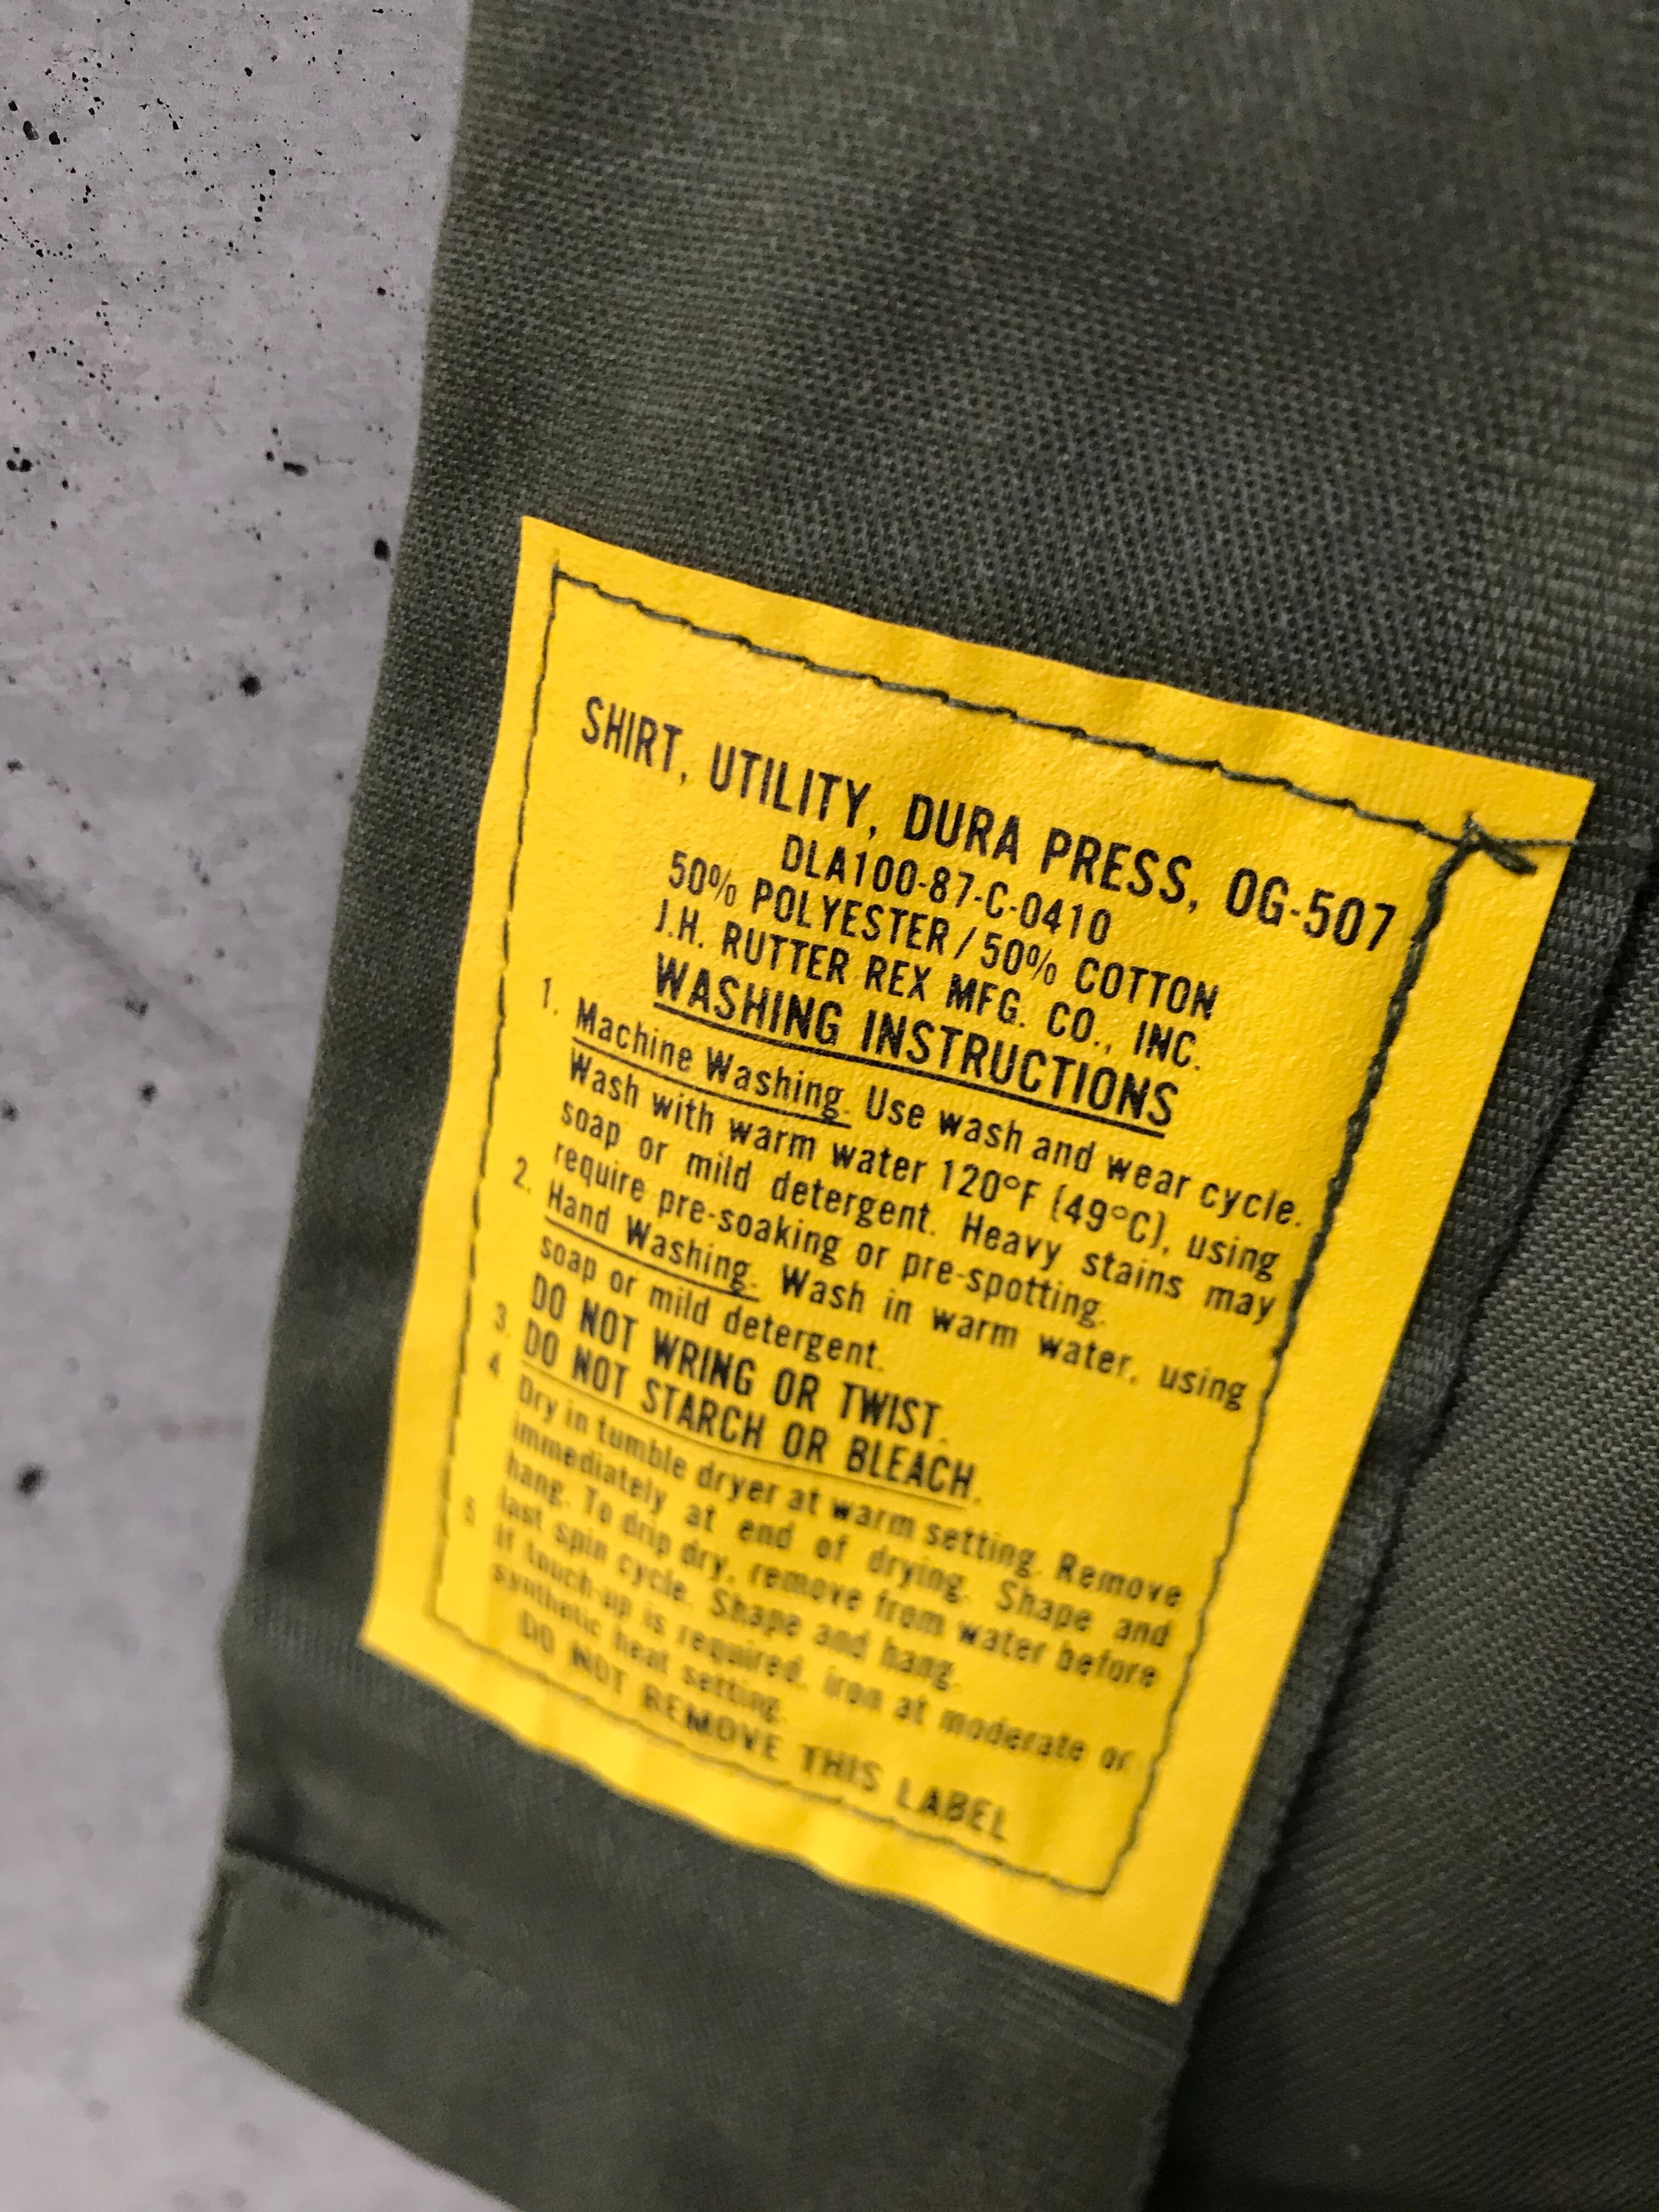 SHIRT, UTILITY, DURA PRESS, OG-507
DLA100-87-C-0410
50% POLYESTER/50% COTTON
J.H. RUTTER REX MFG. CO., INC.
WASHING INSTRUCTIONS
1. Machine Washing. Use wash and wear cycle.
Wash with warm water 120°F (49°C), using
soap or mild detergent. Heavy stains may
require pre-soaking or pre-spotting.
2. Hand Washing. Wash in warm water, using
soap or mild detergent.
DO NOT WRING OR TWIST.
3. DO NOT STARCH OR BLEACH.
4 Dry in tumble dryer at warm setting. Remove
immediately at end of drying. Shape and
hang. To drip dry, remove from water before
last spin cycle. Shape and hang.
5 If touch-up is required, iron at moderate or
synthetic heat setting.
DO NOT REMOVE THIS LABEL